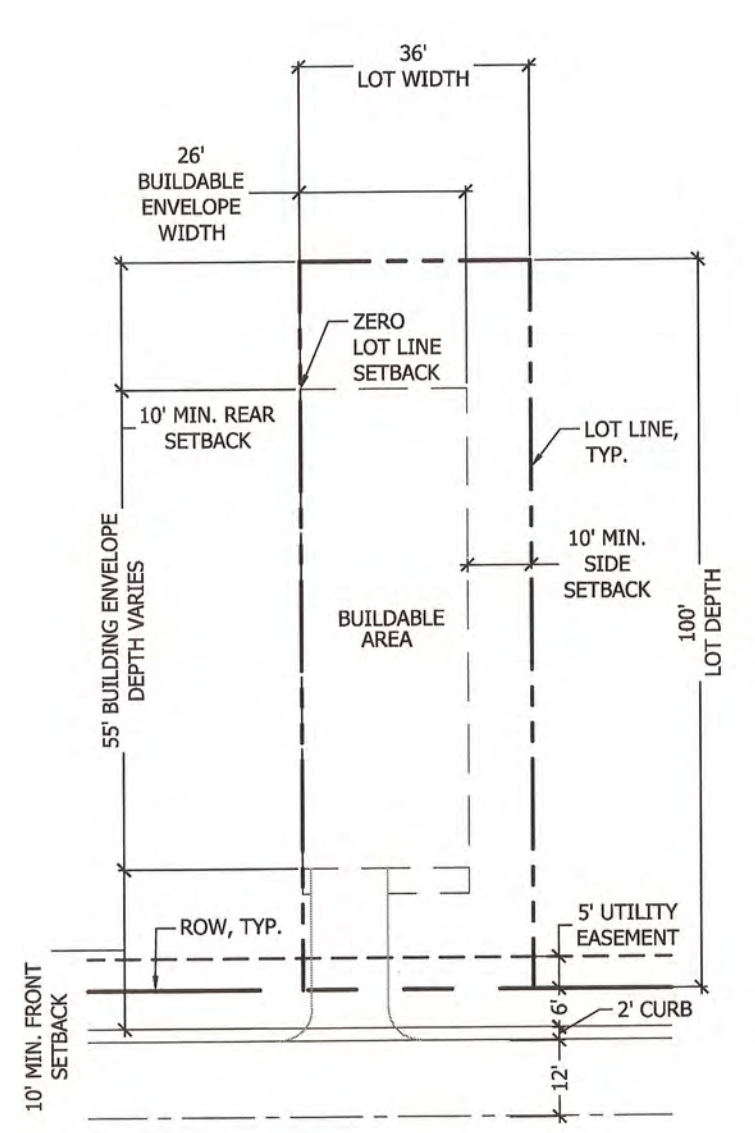 36'
LOT WIDTH
26'
BUILDABLE
ENVELOPE
WIDTH
ZERO
LOT LINE
SETBACK
10' MIN. REAR
SETBACK
LOT LINE,
TYP.
10' MIN.
SIDE
SETBACK
55' BUILDING ENVELOPE
DEPTH VARIES
BUILDABLE
AREA
100'
LOT DEPTH
ROW, TYP.
5' UTILITY
EASEMENT
10' MIN. FRONT
SETBACK
6'
2' CURB
12'